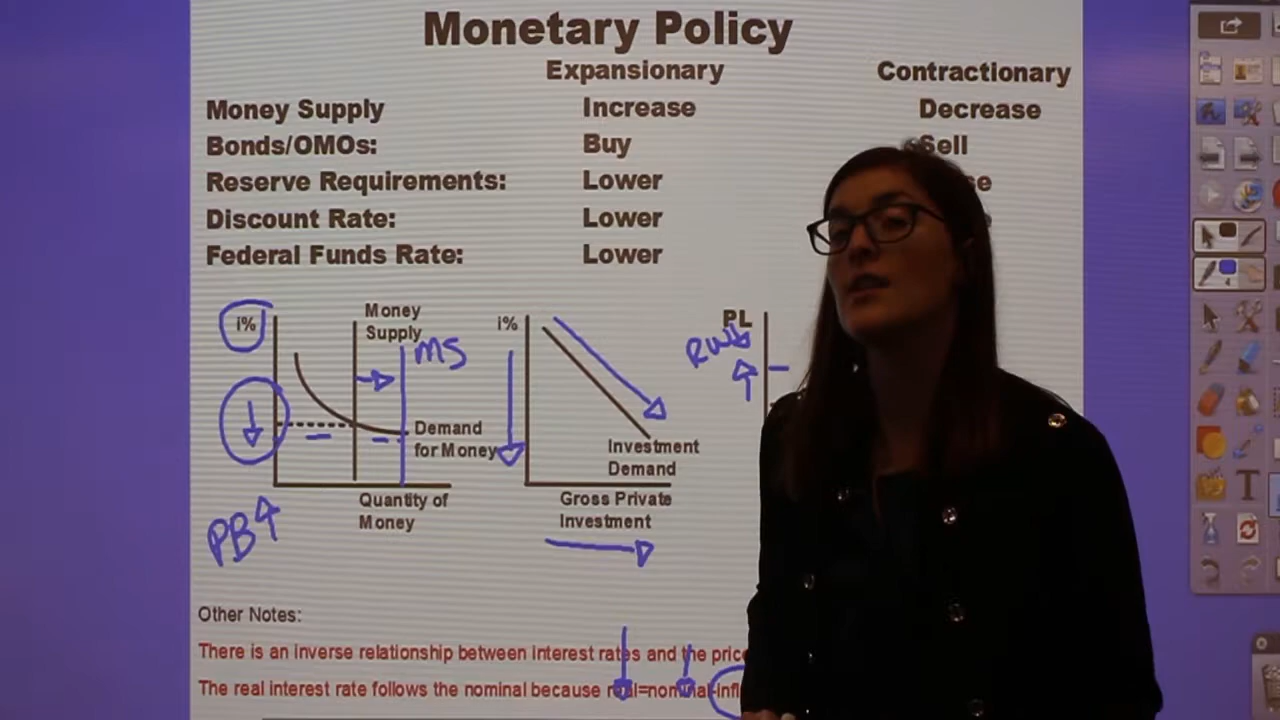 Monetary Policy
Expansionary Contractionary
Money Supply Increase Decrease
Bonds/OMOs: Buy Sell
Reserve Requirements: Lower
Discount Rate: Lower
Federal Funds Rate: Lower
i% Money Supply MS
Demand for Money
Quantity of Money
PB
i%
Investment Demand
Gross Private Investment
PL
Other Notes:
There is an inverse relationship between interest rates and the
The real interest rate follows the nominal because real=nominal-